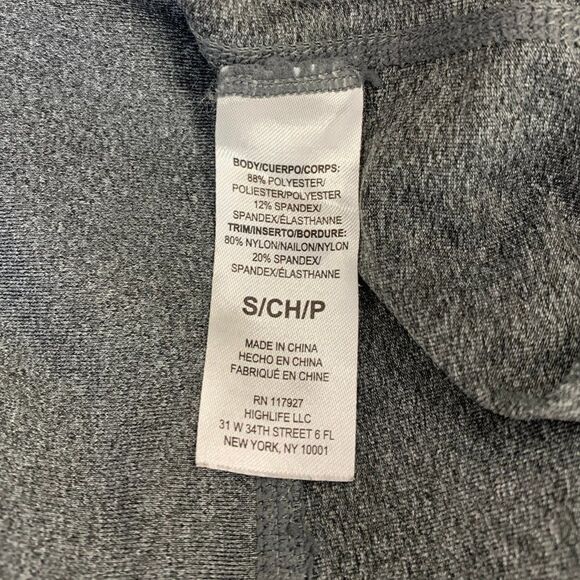 BODY/CUERPO/CORPS:
88% POLYESTER/
POLIESTER/POLYESTER
12% SPANDEX/
SPANDEX/ÉLASTHANNE
TRIM/INSERTO/BORDURE:
80% NYLON/NAILON/NYLON
20% SPANDEX/
SPANDEX/ÉLASTHANNE
S/CH/P
MADE IN CHINA
HECHO EN CHINA
FABRIQUÉ EN CHINE
RN 117927
HIGHLIFE LLC
31 W 34TH STREET 6 FL
NEW YORK, NY 10001